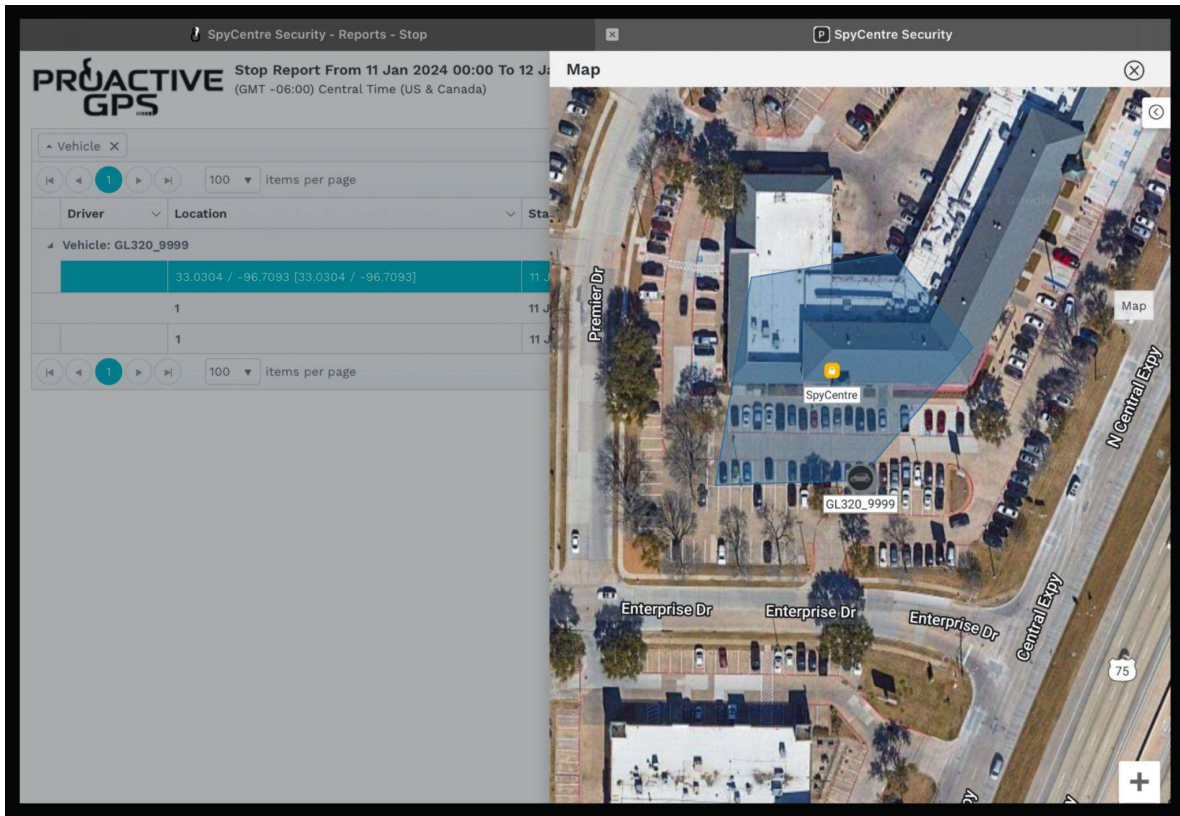 SpyCentre Security - Reports - Stop
P SpyCentre Security
PROACTIVE
GPS
Stop Report From 11 Jan 2024 00:00 To 12 Ja
(GMT -06:00) Central Time (US & Canada)
Map
Vehicle
1 100 items per page
Driver Location Sta
Vehicle: GL320_9999
33.0304 / -96.7093 [33.0304 / -96.7093] 11 J
1 11 J
1 11 J
1 100 items per page
Premier Dr
Map
SpyCentre
N Central Expy
GL320_9999
Enterprise Dr
Enterprise Dr
Enterprise Dr
Central Expy
75